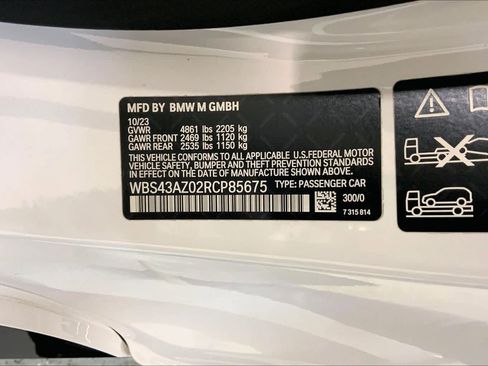 MFD BY BMW M GMBH
10/23
GVWR 4861 lbs 2205 kg
GAWR FRONT 2469 lbs 1120 kg
GAWR REAR 2535 lbs 1150 kg
THIS VEHICLE CONFORMS TO ALL APPLICABLE U.S.FEDERAL MOTOR
VEHICLE SAFETY, BUMPER, AND THEFT PREVENTION STANDARDS
IN EFFECT ON THE DATE OF MANUFACTURE SHOWN ABOVE.
WBS43AZ02RCP85675 TYPE: PASSENGER CAR
300/0
7 315 814